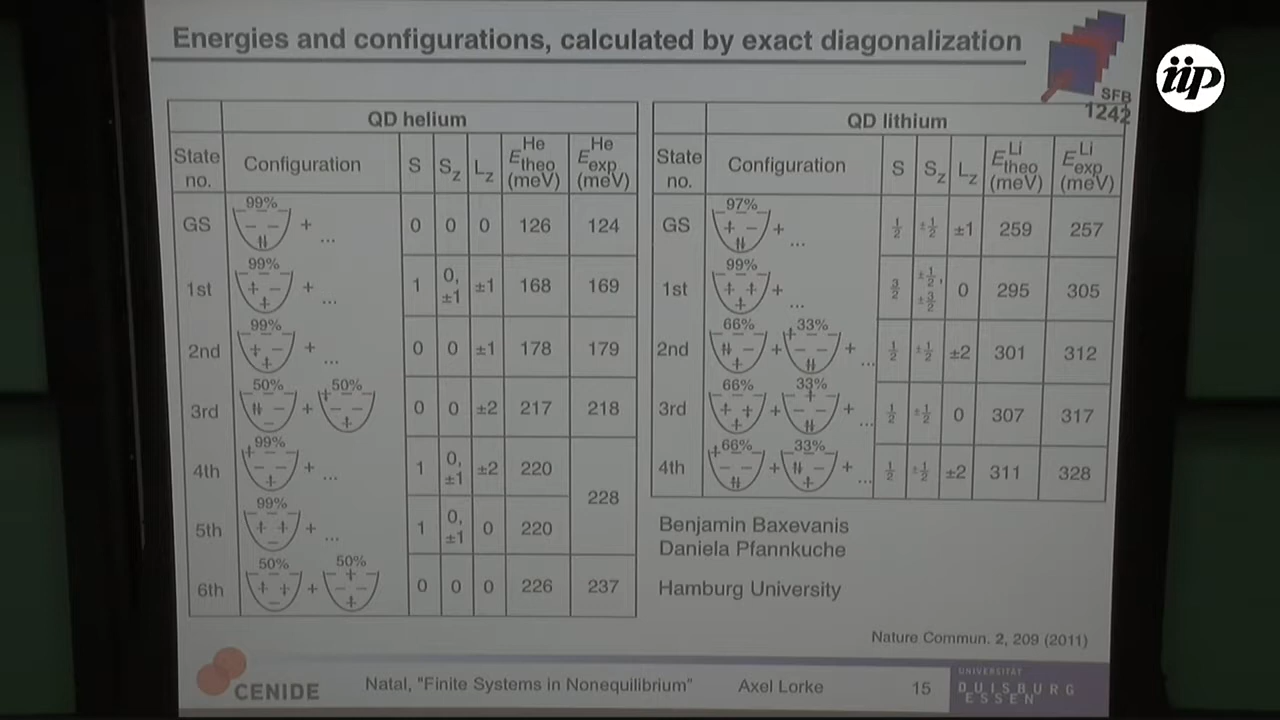 Energies and configurations, calculated by exact diagonalization
iip
SFB
1242
QD helium
State no. Configuration S Sz Lz E He theo (meV) E He exp (meV)
GS 99% + ... 0 0 0 126 124
1st 99% + ... 1 0, ±1 ±1 168 169
2nd 99% + ... 0 0 ±1 178 179
3rd 50% + 50% 0 0 ±2 217 218
4th 99% + ... 1 0, ±1 ±2 220 228
5th 99% + ... 1 0, ±1 0 220
6th 50% + 50% 0 0 0 226 237
QD lithium
State no. Configuration S Sz Lz E Li theo (meV) E Li exp (meV)
GS 97% + ... 1/2 ±1/2 ±1 259 257
1st 99% + ... 3/2 ±1/2, ±3/2 0 295 305
2nd 66% + 33% + ... 1/2 ±1/2 ±2 301 312
3rd 66% + 33% + ... 1/2 ±1/2 0 307 317
4th 66% + 33% + ... 1/2 ±1/2 ±2 311 328
Benjamin Baxevanis
Daniela Pfannkuche
Hamburg University
Nature Commun. 2, 209 (2011)
CENIDE
Natal, "Finite Systems in Nonequilibrium" Axel Lorke 15
UNIVERSITÄT
DUISBURG
ESSEN